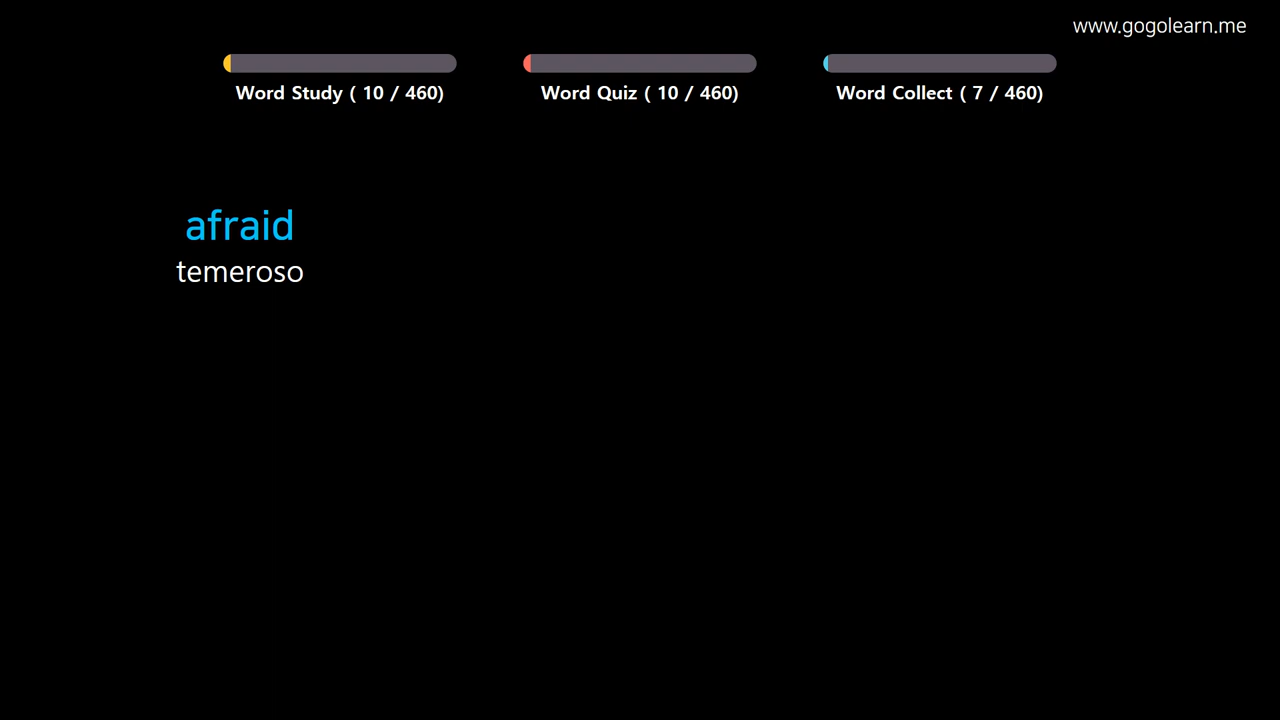 www.gogolearn.me
Word Study ( 10 / 460)
Word Quiz ( 10 / 460)
Word Collect ( 7 / 460)
afraid
temeroso